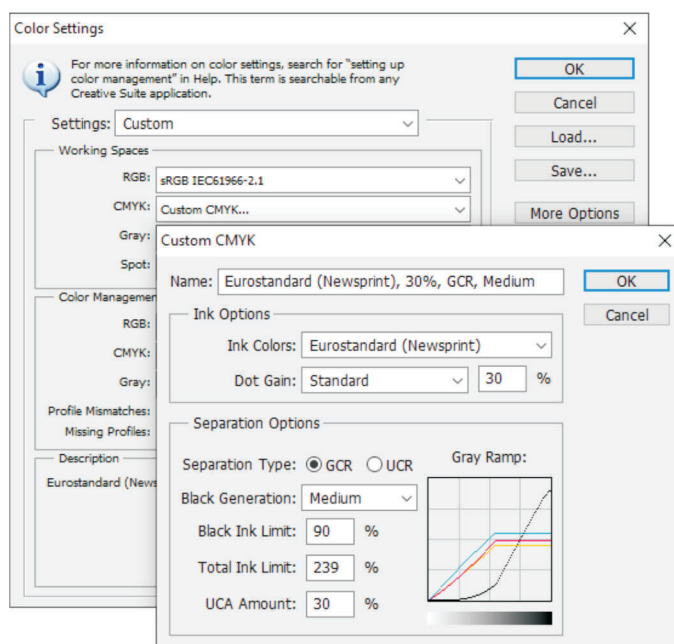 Color Settings
For more information on color settings, search for "setting up
color management" in Help. This term is searchable from any
Creative Suite application.
OK
Cancel
Load...
Save...
More Options
Settings: Custom
Working Spaces
RGB: sRGB IEC61966-2.1
CMYK: Custom CMYK...
Gray:
Spot:
Color Management
RGB:
CMYK:
Gray:
Profile Mismatches:
Missing Profiles:
Description
Eurostandard (News
Custom CMYK
Name: Eurostandard (Newsprint), 30%, GCR, Medium
OK
Cancel
Ink Options
Ink Colors: Eurostandard (Newsprint)
Dot Gain: Standard 30 %
Separation Options
Separation Type: GCR UCR
Gray Ramp:
Black Generation: Medium
Black Ink Limit: 90 %
Total Ink Limit: 239 %
UCA Amount: 30 %